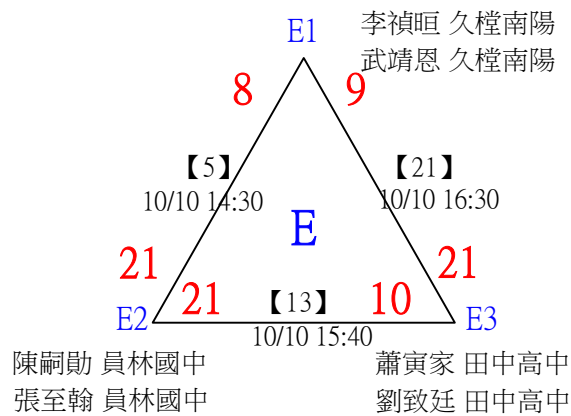 E1
李禎晅 久樘南陽
武靖恩 久樘南陽
8
9
【5】
10/10 14:30
【21】
10/10 16:30
E
21
21
21
10
【13】
10/10 15:40
E2
E3
陳嗣勛 員林國中
張至翰 員林國中
蕭寅家 田中高中
劉致廷 田中高中